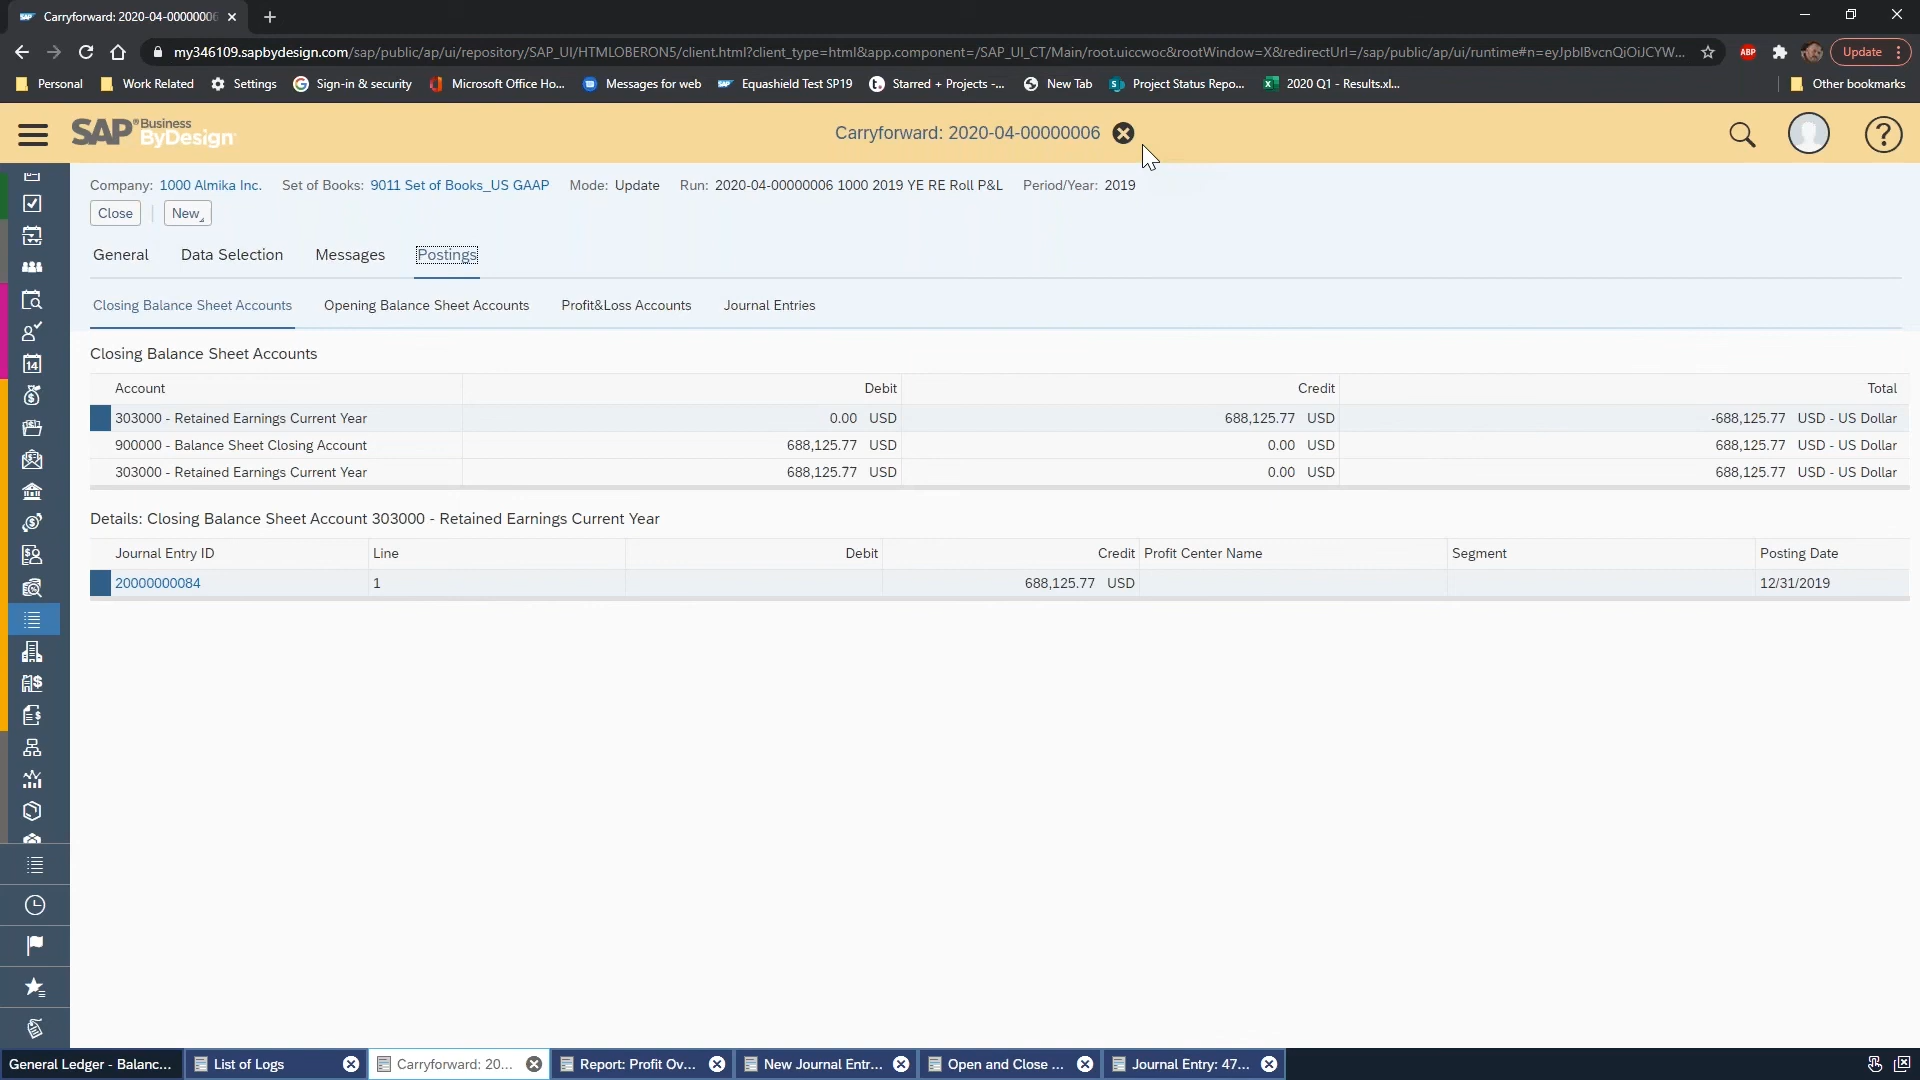 Carryforward: 2020-04-00000006
my346109.sapbydesign.com/sap/public/ap/ui/repository/SAP_UI/HTMLOBERON5/client.html?client_type=html&app.component=/SAP_UI_CT/Main/root.uiccwoc&rootWindow=X&redirectUrl=/sap/public/ap/ui/runtime#n=eyJpblBvcnQiOiJCYW...
ABP
Update
Personal Work Related Settings Sign-in & security Microsoft Office Ho... Messages for web Equashield Test SP19 Starred + Projects -... New Tab Project Status Repo... 2020 Q1 - Results.xl... Other bookmarks
SAP Business ByDesign
Carryforward: 2020-04-00000006
Company: 1000 Almika Inc. Set of Books: 9011 Set of Books_US GAAP Mode: Update Run: 2020-04-00000006 1000 2019 YE RE Roll P&L Period/Year: 2019
Close New
General Data Selection Messages Postings
Closing Balance Sheet Accounts Opening Balance Sheet Accounts Profit&Loss Accounts Journal Entries
Closing Balance Sheet Accounts
Account Debit Credit Total
303000 - Retained Earnings Current Year 0.00 USD 688,125.77 USD -688,125.77 USD - US Dollar
900000 - Balance Sheet Closing Account 688,125.77 USD 0.00 USD 688,125.77 USD - US Dollar
303000 - Retained Earnings Current Year 688,125.77 USD 0.00 USD 688,125.77 USD - US Dollar
Details: Closing Balance Sheet Account 303000 - Retained Earnings Current Year
Journal Entry ID Line Debit Credit Profit Center Name Segment Posting Date
20000000084 1 688,125.77 USD 12/31/2019
14
General Ledger - Balanc... List of Logs Carryforward: 20... Report: Profit Ov... New Journal Entr... Open and Close ... Journal Entry: 47...